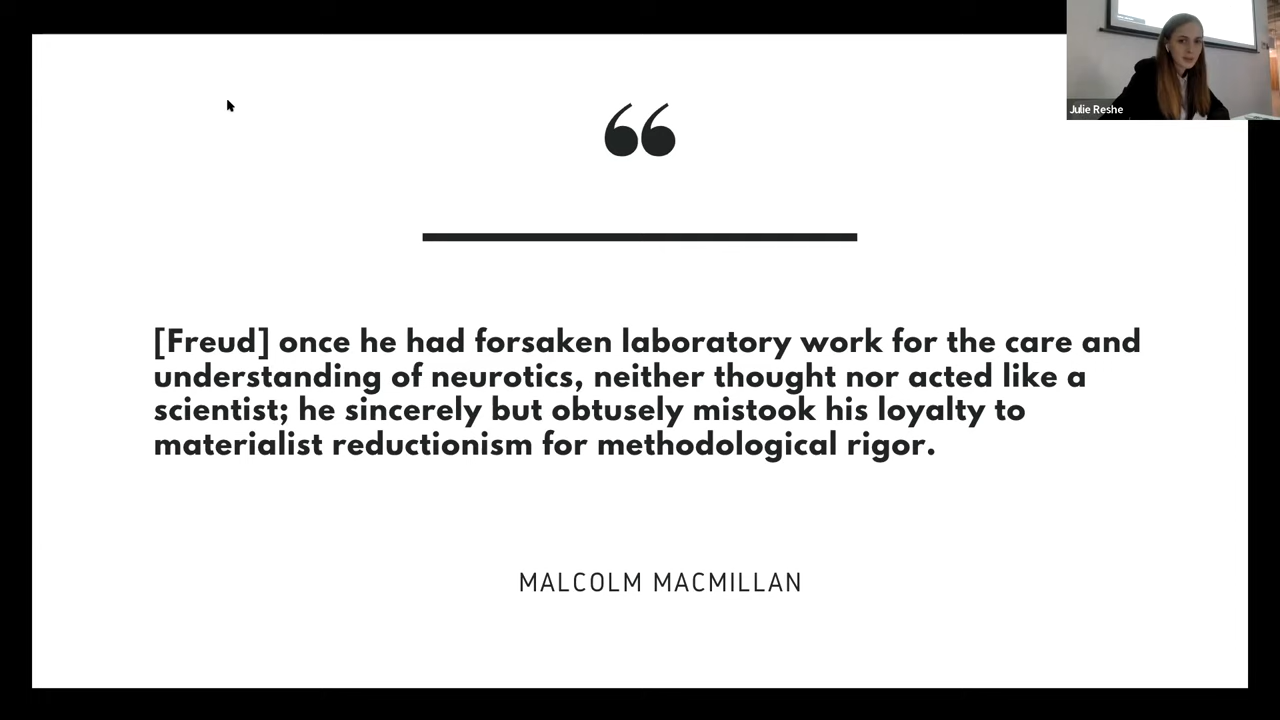 Julie Reshe
“
[Freud] once he had forsaken laboratory work for the care and
understanding of neurotics, neither thought nor acted like a
scientist; he sincerely but obtusely mistook his loyalty to
materialist reductionism for methodological rigor.
MALCOLM MACMILLAN